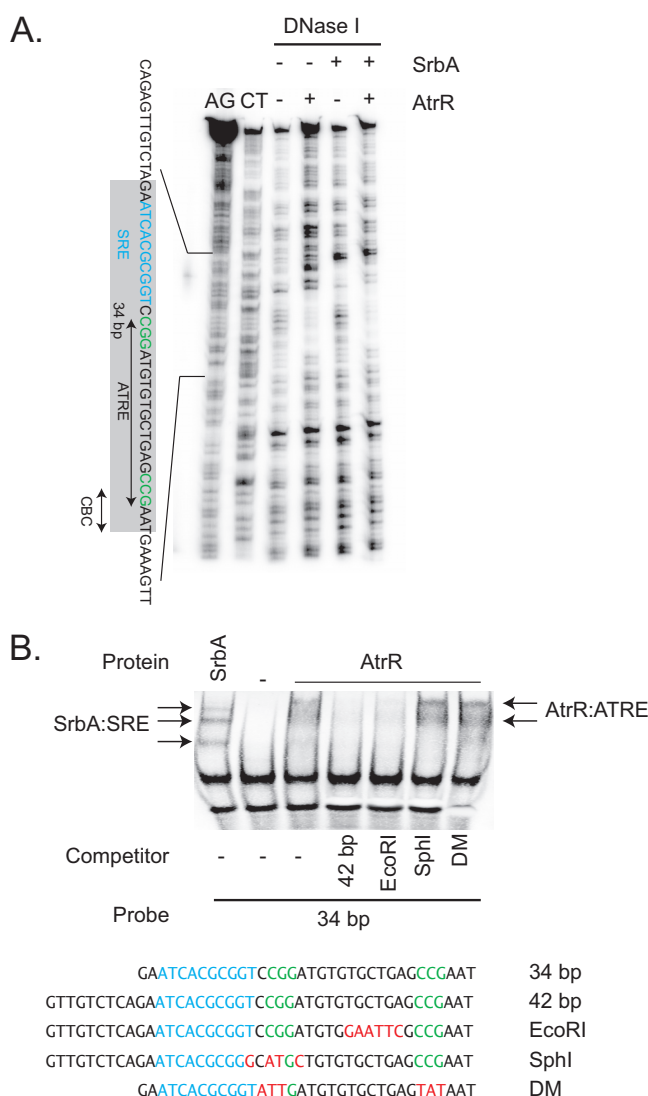 A.
DNase I
- - + + SrbA
AG CT - + - + AtrR
CAGAGTTGTCTAGAATCACGCGGTCCGGATGTGTGCTGAGCCGAATGAAAGTT
SRE
34 bp
ATRE
CBC
B.
Protein SrbA - AtrR
SrbA:SRE
AtrR:ATRE
Competitor - - - 42 bp EcoRI SphI DM
Probe 34 bp
GAATCACGCGGTCCGGATGTGTGCTGAGCCGAAT 34 bp
GTTGTCTCAGAATCACGCGGTCCGGATGTGTGCTGAGCCGAAT 42 bp
GTTGTCTCAGAATCACGCGGTCCGGATGTGGAATTCGCCGAAT EcoRI
GTTGTCTCAGAATCACGCGGGCATGCTGTGTGCTGAGCCGAAT SphI
GAATCACGCGGTATTGATGTGTGCTGAGTATAAT DM